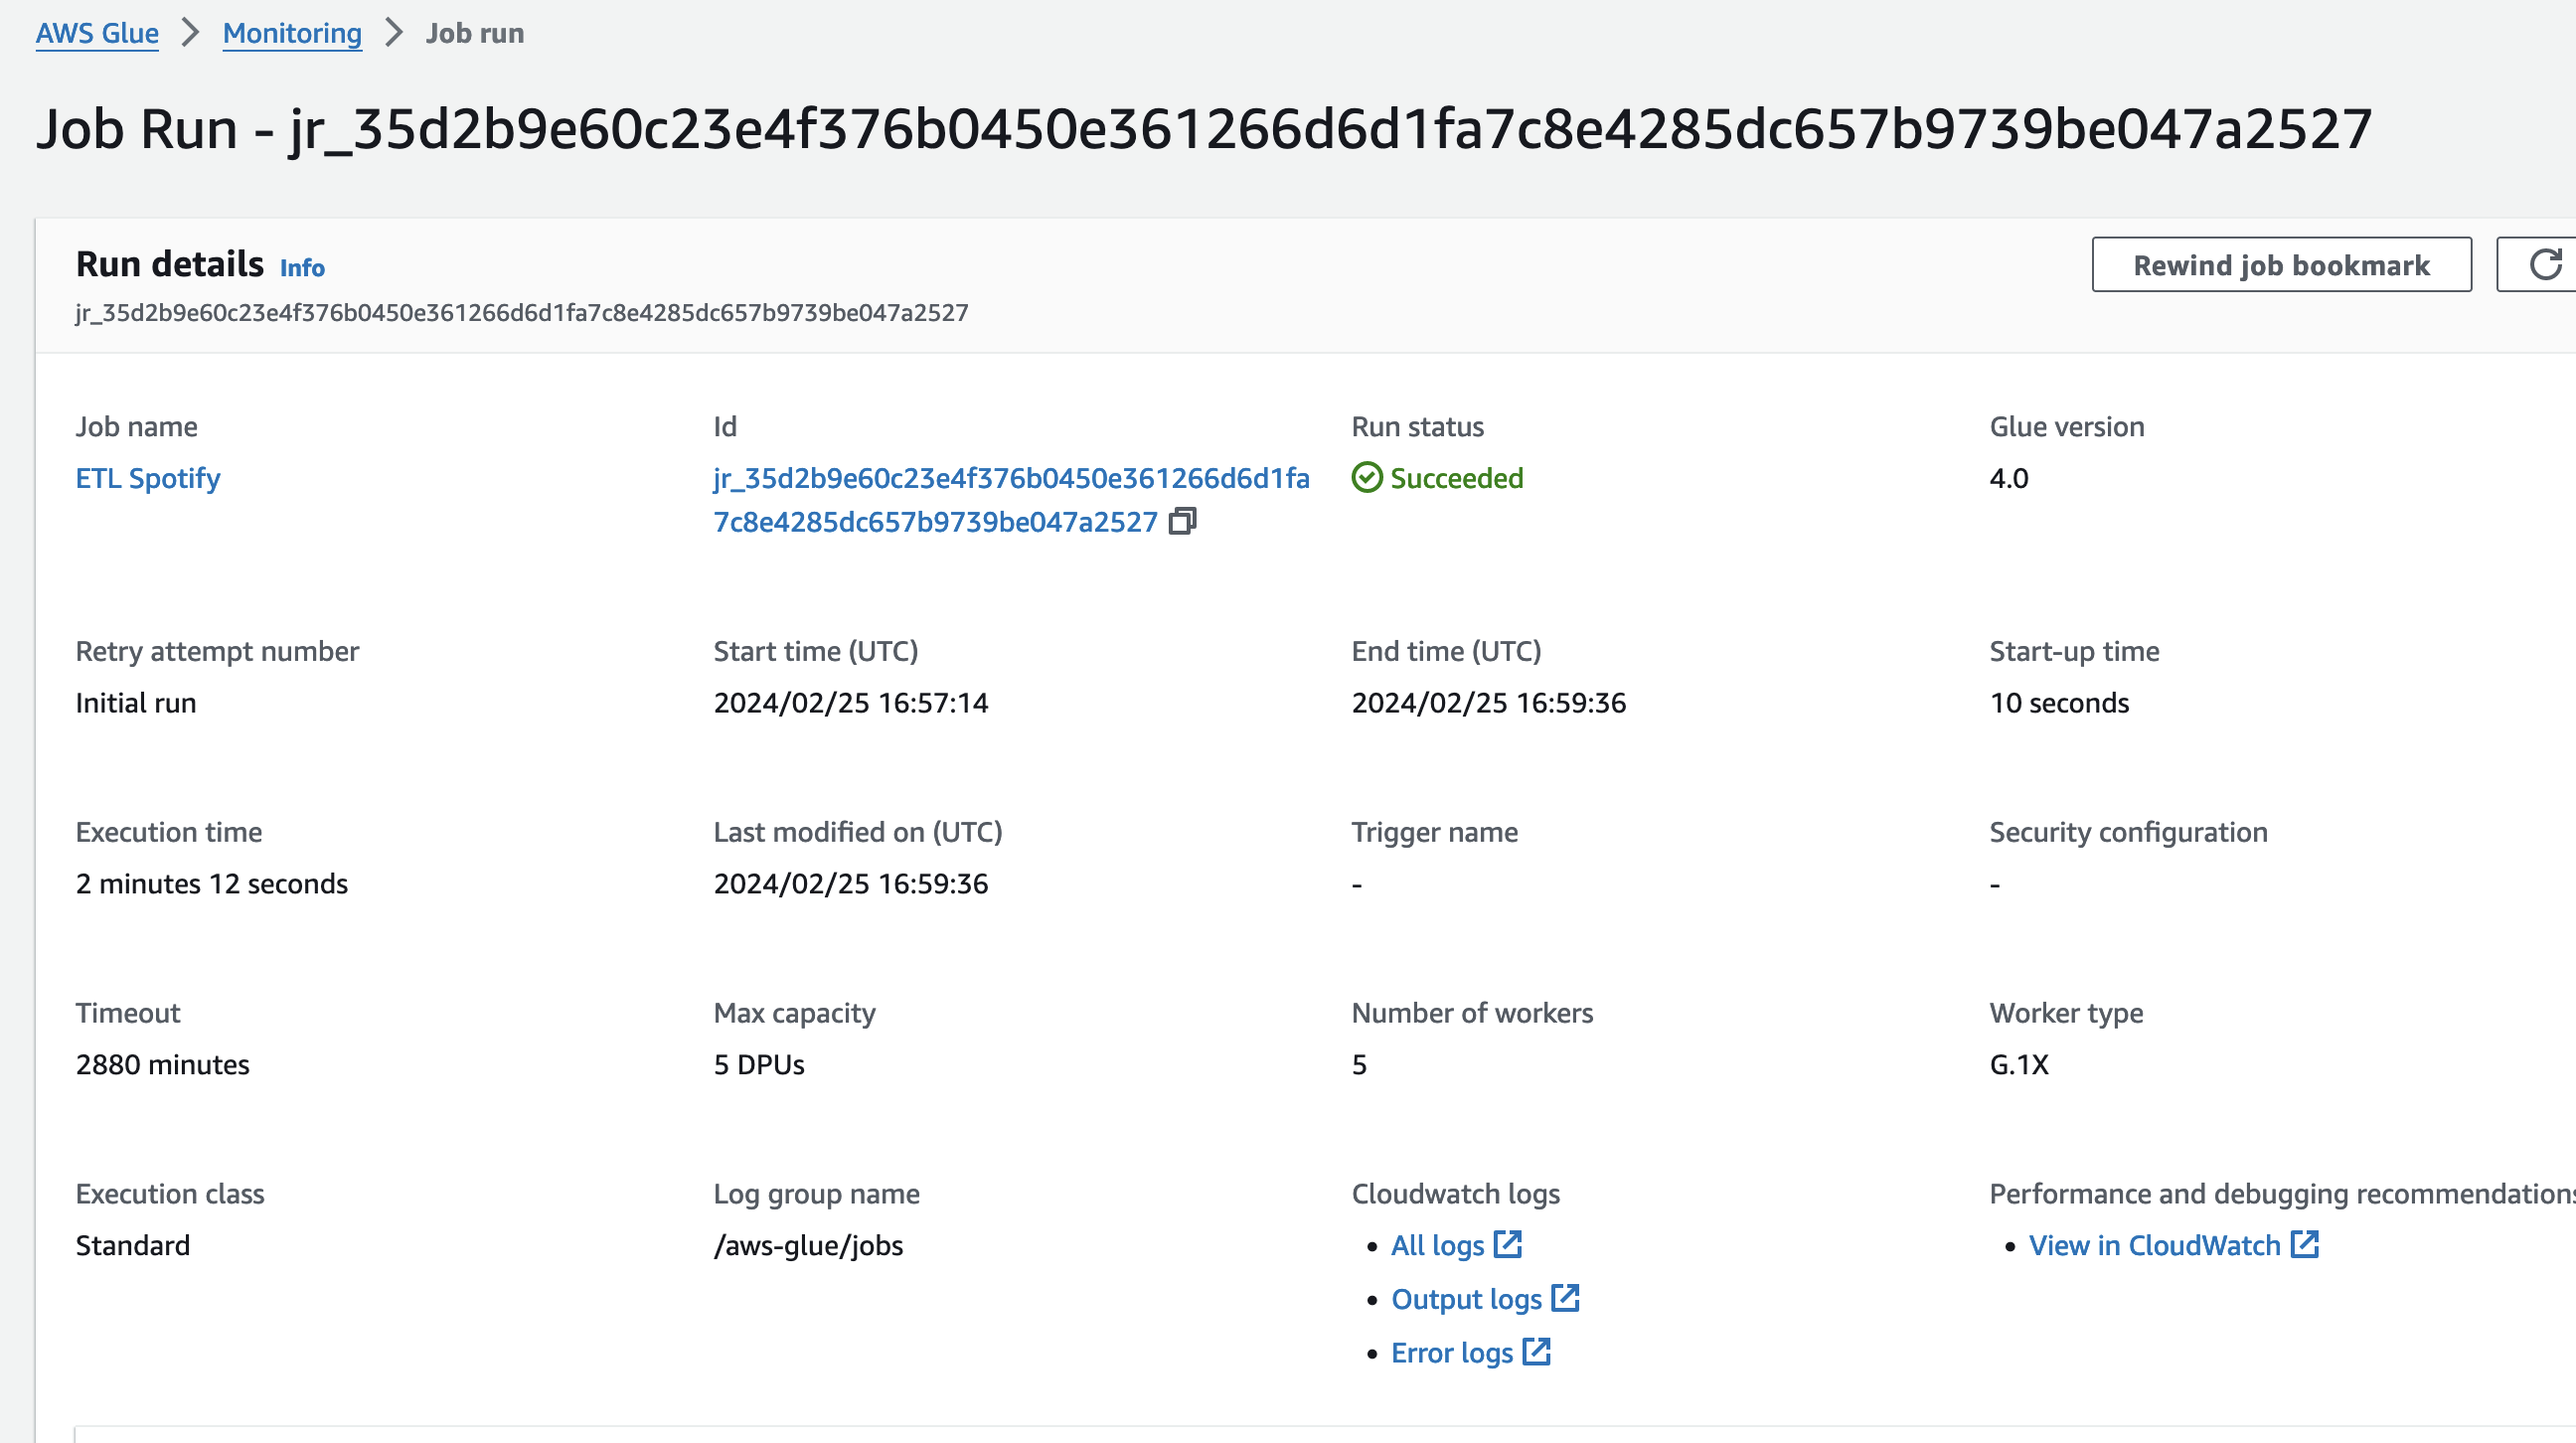 AWS Glue > Monitoring > Job run
Job Run - jr_35d2b9e60c23e4f376b0450e361266d6d1fa7c8e4285dc657b9739be047a2527
Run details Info
Rewind job bookmark
jr_35d2b9e60c23e4f376b0450e361266d6d1fa7c8e4285dc657b9739be047a2527
Job name
ETL Spotify
Id
jr_35d2b9e60c23e4f376b0450e361266d6d1fa
7c8e4285dc657b9739be047a2527
Run status
Succeeded
Glue version
4.0
Retry attempt number
Initial run
Start time (UTC)
2024/02/25 16:57:14
End time (UTC)
2024/02/25 16:59:36
Start-up time
10 seconds
Execution time
2 minutes 12 seconds
Last modified on (UTC)
2024/02/25 16:59:36
Trigger name
-
Security configuration
-
Timeout
2880 minutes
Max capacity
5 DPUs
Number of workers
5
Worker type
G.1X
Execution class
Standard
Log group name
/aws-glue/jobs
Cloudwatch logs
• All logs
• Output logs
• Error logs
Performance and debugging recommendations
• View in CloudWatch